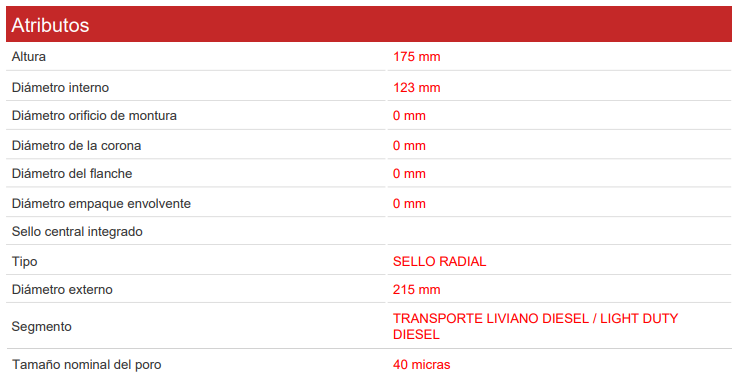 Atributos
Altura 175 mm
Diámetro interno 123 mm
Diámetro orificio de montura 0 mm
Diámetro de la corona 0 mm
Diámetro del flanche 0 mm
Diámetro empaque envolvente 0 mm
Sello central integrado
Tipo SELLO RADIAL
Diámetro externo 215 mm
Segmento TRANSPORTE LIVIANO DIESEL / LIGHT DUTY
DIESEL
Tamaño nominal del poro 40 micras